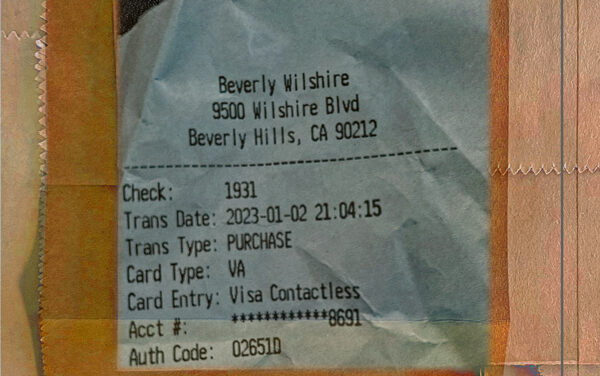 Beverly Wilshire
9500 Wilshire Blvd
Beverly Hills, CA 90212
Check: 1931
Trans Date: 2023-01-02 21:04:15
Trans Type: PURCHASE
Card Type: VA
Card Entry: Visa Contactless
Acct #: ************8691
Auth Code: 02651D